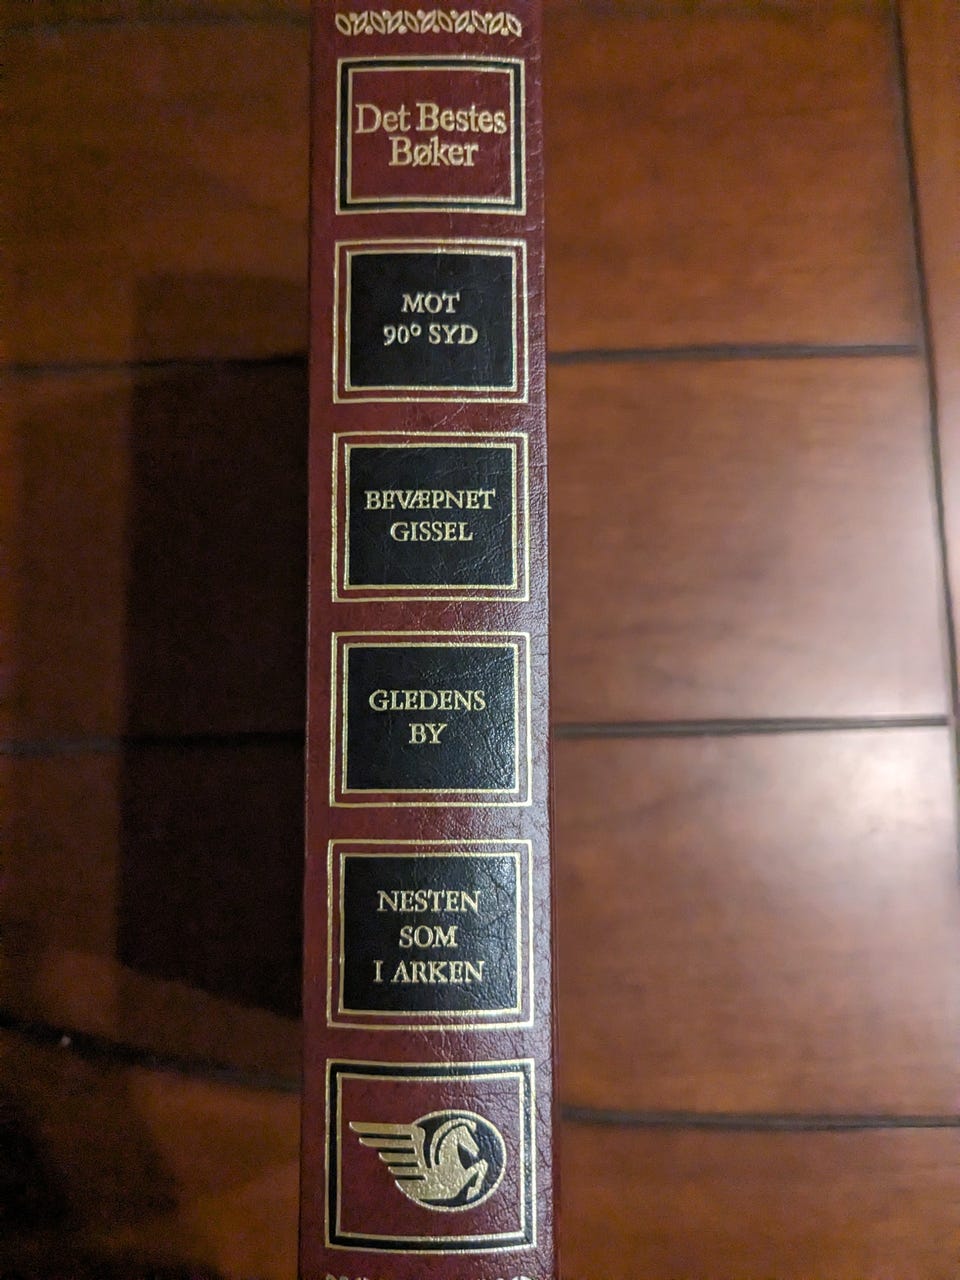 Det Bestes
Bøker
MOT
90° SYD
BEVÆPNET
GISSEL
GLEDENS
BY
NESTEN
SOM
I ARKEN